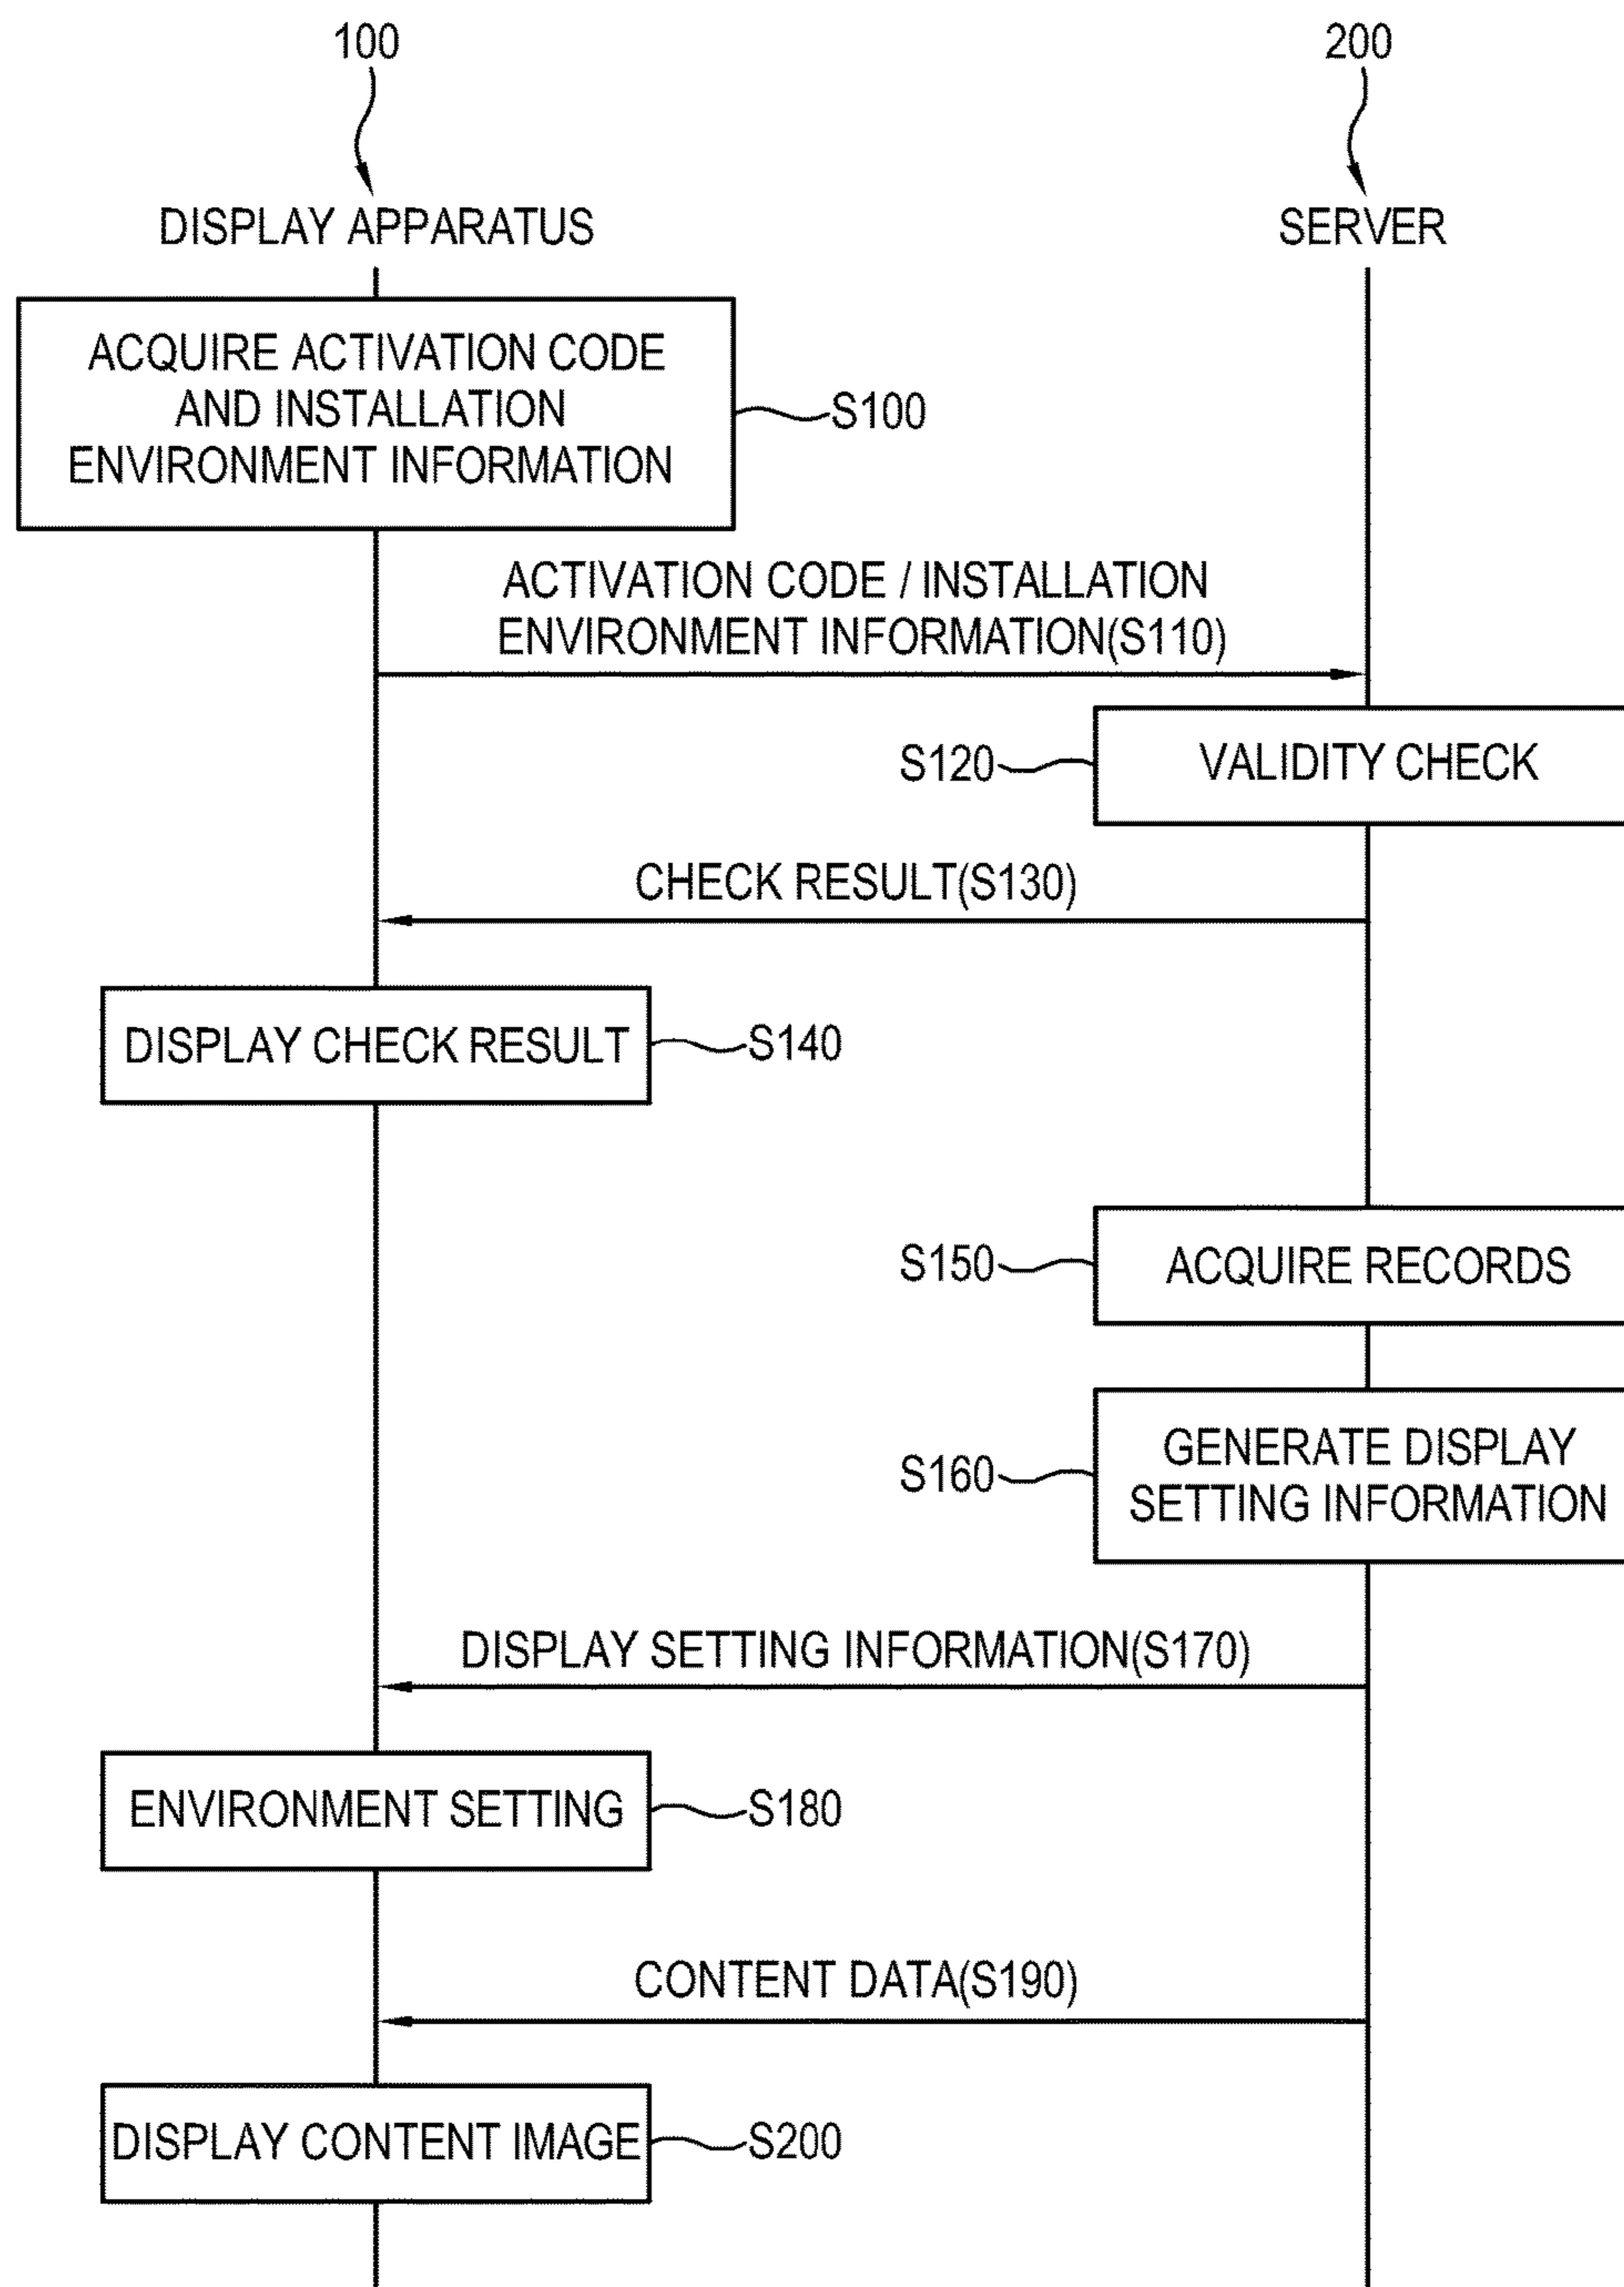 100
200
DISPLAY APPARATUS
SERVER
ACQUIRE ACTIVATION CODE
AND INSTALLATION
ENVIRONMENT INFORMATION
S100
ACTIVATION CODE / INSTALLATION
ENVIRONMENT INFORMATION(S110)
S120
VALIDITY CHECK
CHECK RESULT(S130)
DISPLAY CHECK RESULT
S140
S150
ACQUIRE RECORDS
S160
GENERATE DISPLAY
SETTING INFORMATION
DISPLAY SETTING INFORMATION(S170)
ENVIRONMENT SETTING
S180
CONTENT DATA(S190)
DISPLAY CONTENT IMAGE
S200